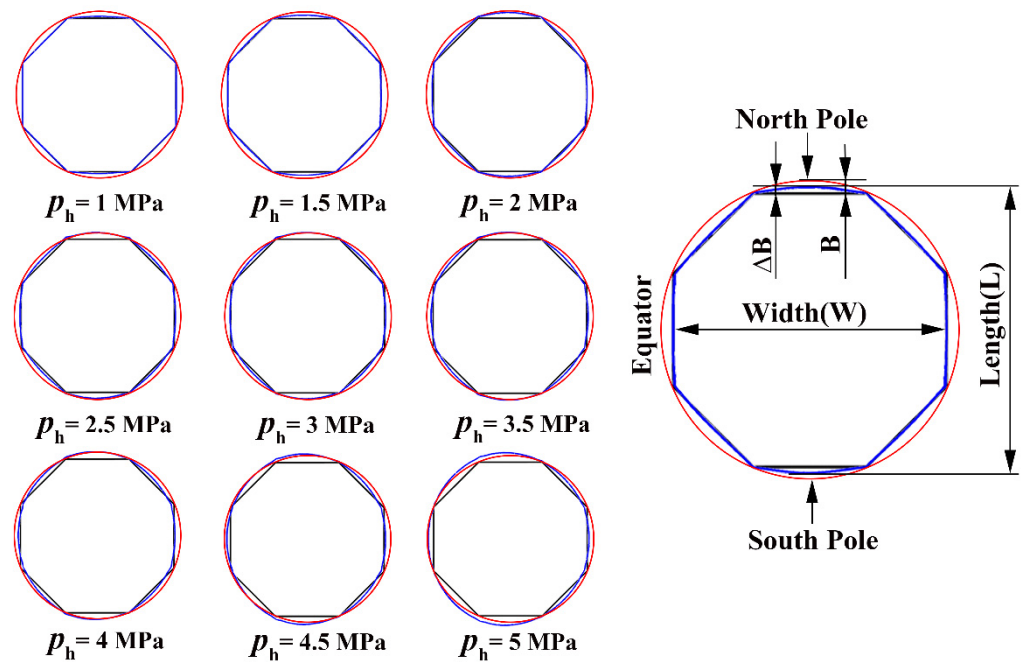 p_h = 1 MPa
p_h = 1.5 MPa
p_h = 2 MPa
p_h = 2.5 MPa
p_h = 3 MPa
p_h = 3.5 MPa
p_h = 4 MPa
p_h = 4.5 MPa
p_h = 5 MPa
North Pole
ΔB
B
Equator
Width(W)
Length(L)
South Pole